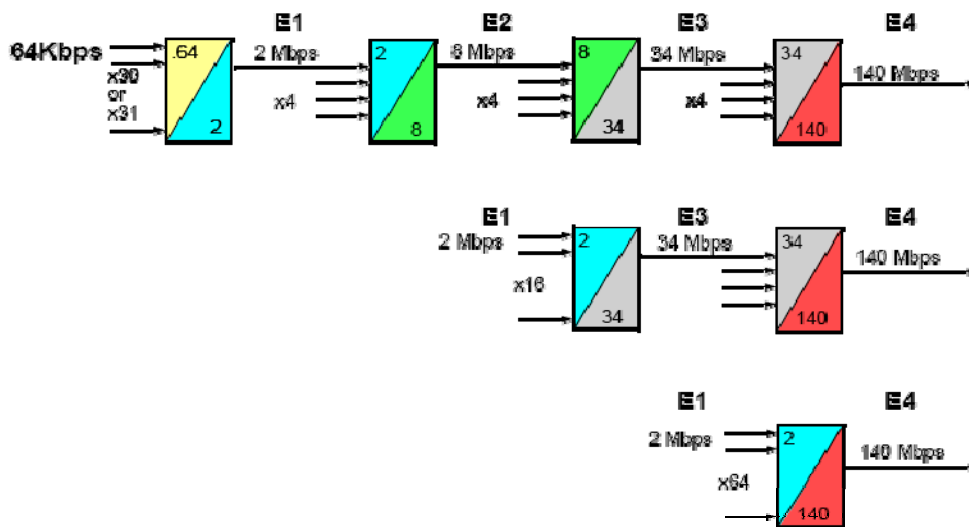 E1 E2 E3 E4
64Kbps .64 2 Mbps 2 8 Mbps 8 34 Mbps 34 140 Mbps
x30
or
x31
x4 x4 x4
2 8 34 140
E1 E3 E4
2 Mbps 2 34 Mbps 34 140 Mbps
x16
34 140
E1 E4
2 Mbps 2 140 Mbps
x64
140